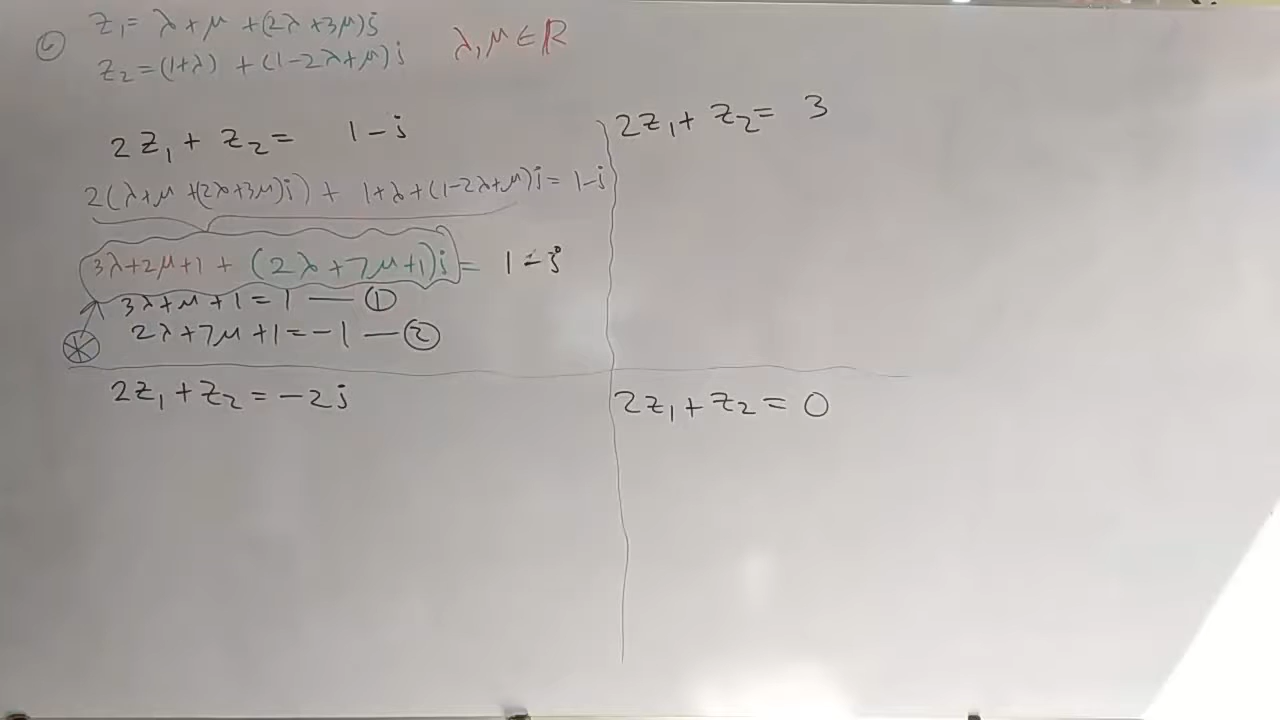 ⑥ z₁ = λ+μ +(2λ+3μ)i
z₂=(1+λ) + (1-2λ+μ)i
λ, μ ∈ ℝ
2z₁ + z₂ = 1-i
2(λ+μ +(2λ+3μ)i) + 1+λ+(1-2λ+μ)i = 1-i
3λ+2μ+1 + (2λ+7μ+1)i = 1-i
3λ+μ+1 = 1 — ①
2λ+7μ+1 = -1 — ②
2z₁ + z₂ = 3
2z₁+z₂ = -2i
2z₁+z₂ = 0